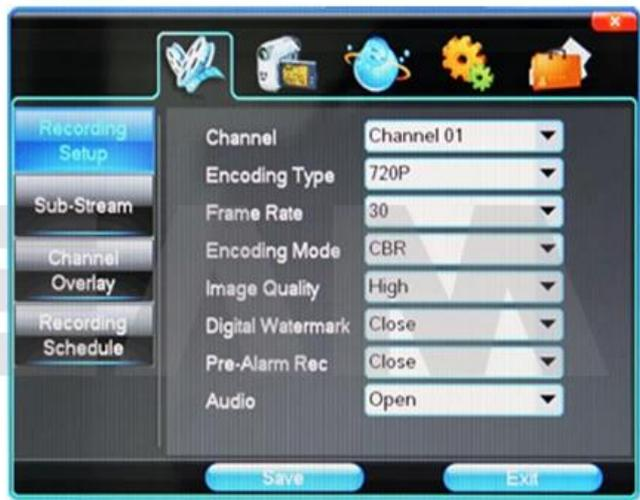 Recording
Setup
Sub-Stream
Channel
Overlay
Recording
Schedule
Channel Channel 01
Encoding Type 720P
Frame Rate 30
Encoding Mode CBR
Image Quality High
Digital Watermark Close
Pre-Alarm Rec Close
Audio Open
Save Exit